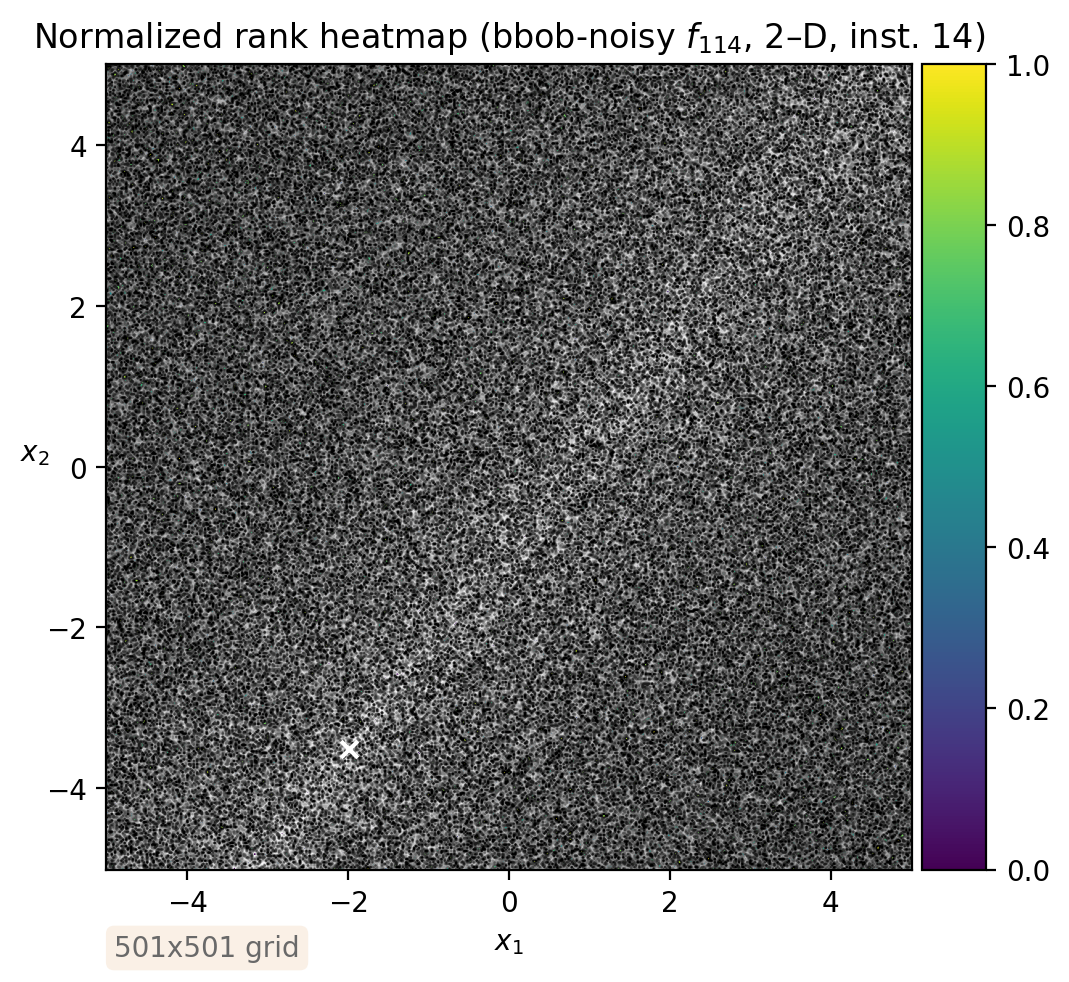 Normalized rank heatmap (bbob-noisy f₁₁₄, 2–D, inst. 14)
1.0
0.8
0.6
0.4
0.2
0.0
4
2
0
−2
−4
x₂
−4 −2 0 2 4
x₁
501x501 grid